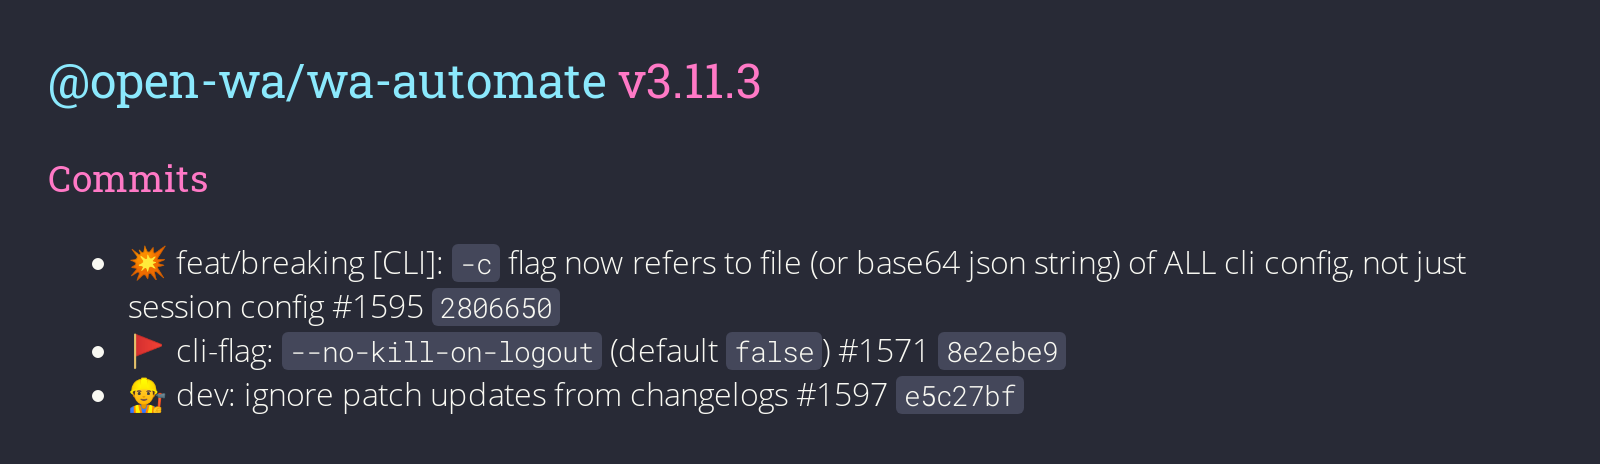 @open-wa/wa-automate v3.11.3
Commits
• 💥 feat/breaking [CLI]: -c flag now refers to file (or base64 json string) of ALL cli config, not just
session config #1595 2806650
• 🚩 cli-flag: --no-kill-on-logout (default false) #1571 8e2ebe9
• 👷 dev: ignore patch updates from changelogs #1597 e5c27bf